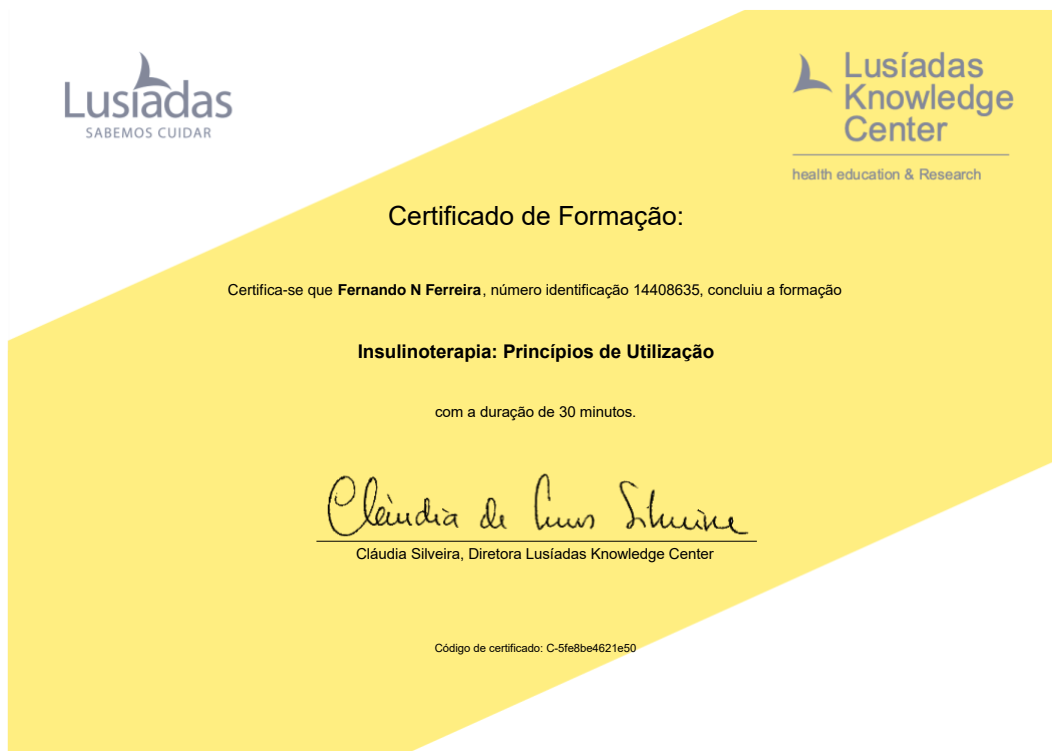 Lusíadas
SABEMOS CUIDAR
Lusíadas
Knowledge
Center
health education & Research
Certificado de Formação:
Certifica-se que Fernando N Ferreira, número identificação 14408635, concluiu a formação
Insulinoterapia: Princípios de Utilização
com a duração de 30 minutos.
Cláudia de
Cláudia Silveira, Diretora Lusíadas Knowledge Center
Código de certificado: C-5fe8be4621e50